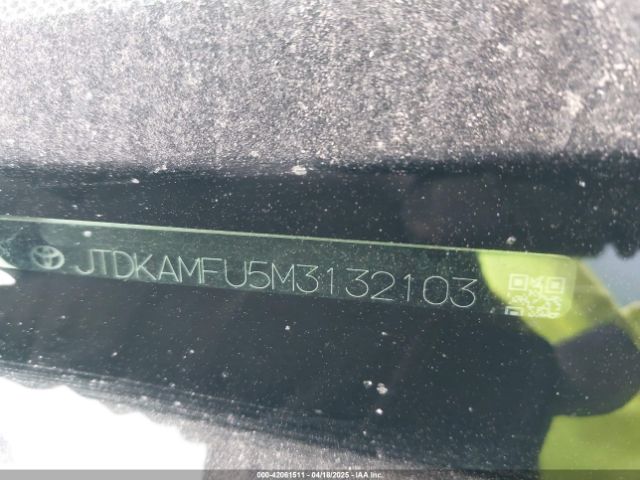 JTDKAMFU5M3132103
000-42061511 - 04/18/2025 - IAA Inc.